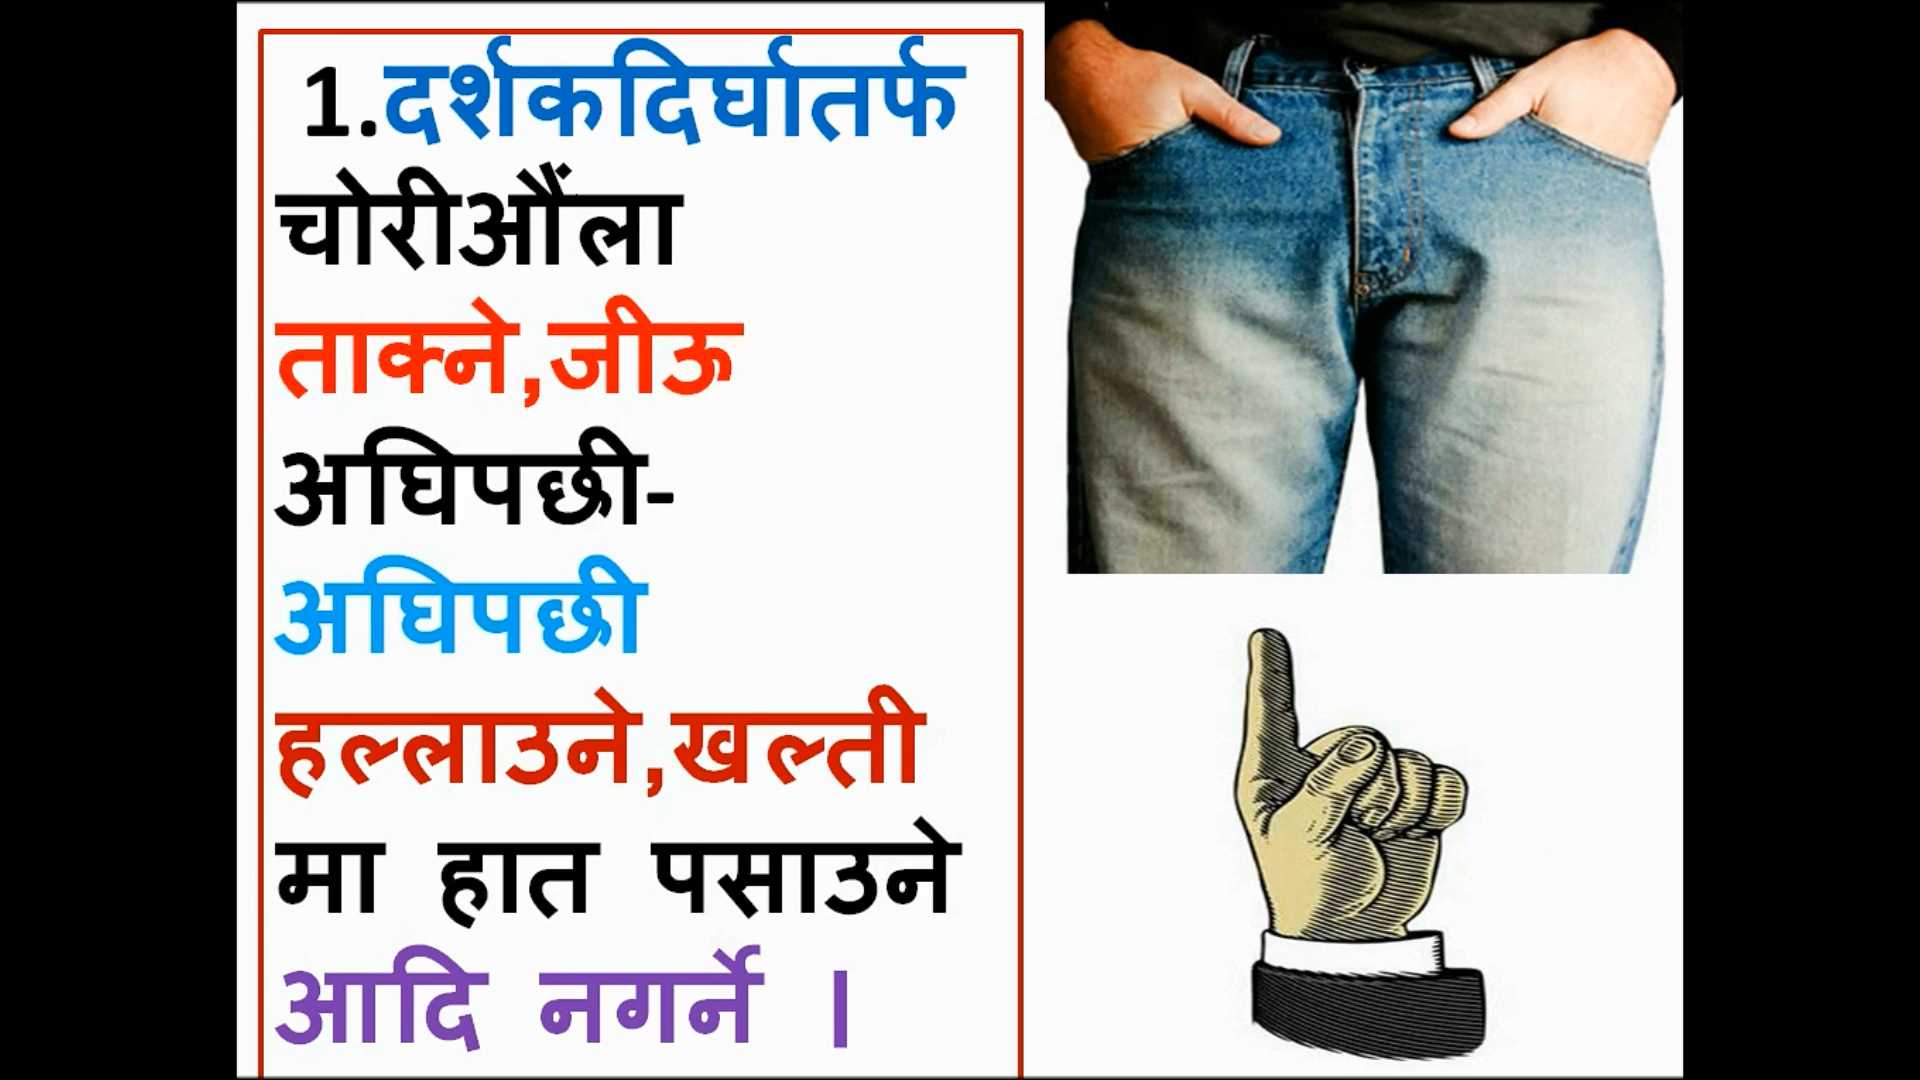 1.दर्शकदिर्घातर्फ
चोरीऔंला
ताक्ने,जीऊ
अघिपछी-
अघिपछी
हल्लाउने,खल्ती
मा हात पसाउने
आदि नगर्ने ।